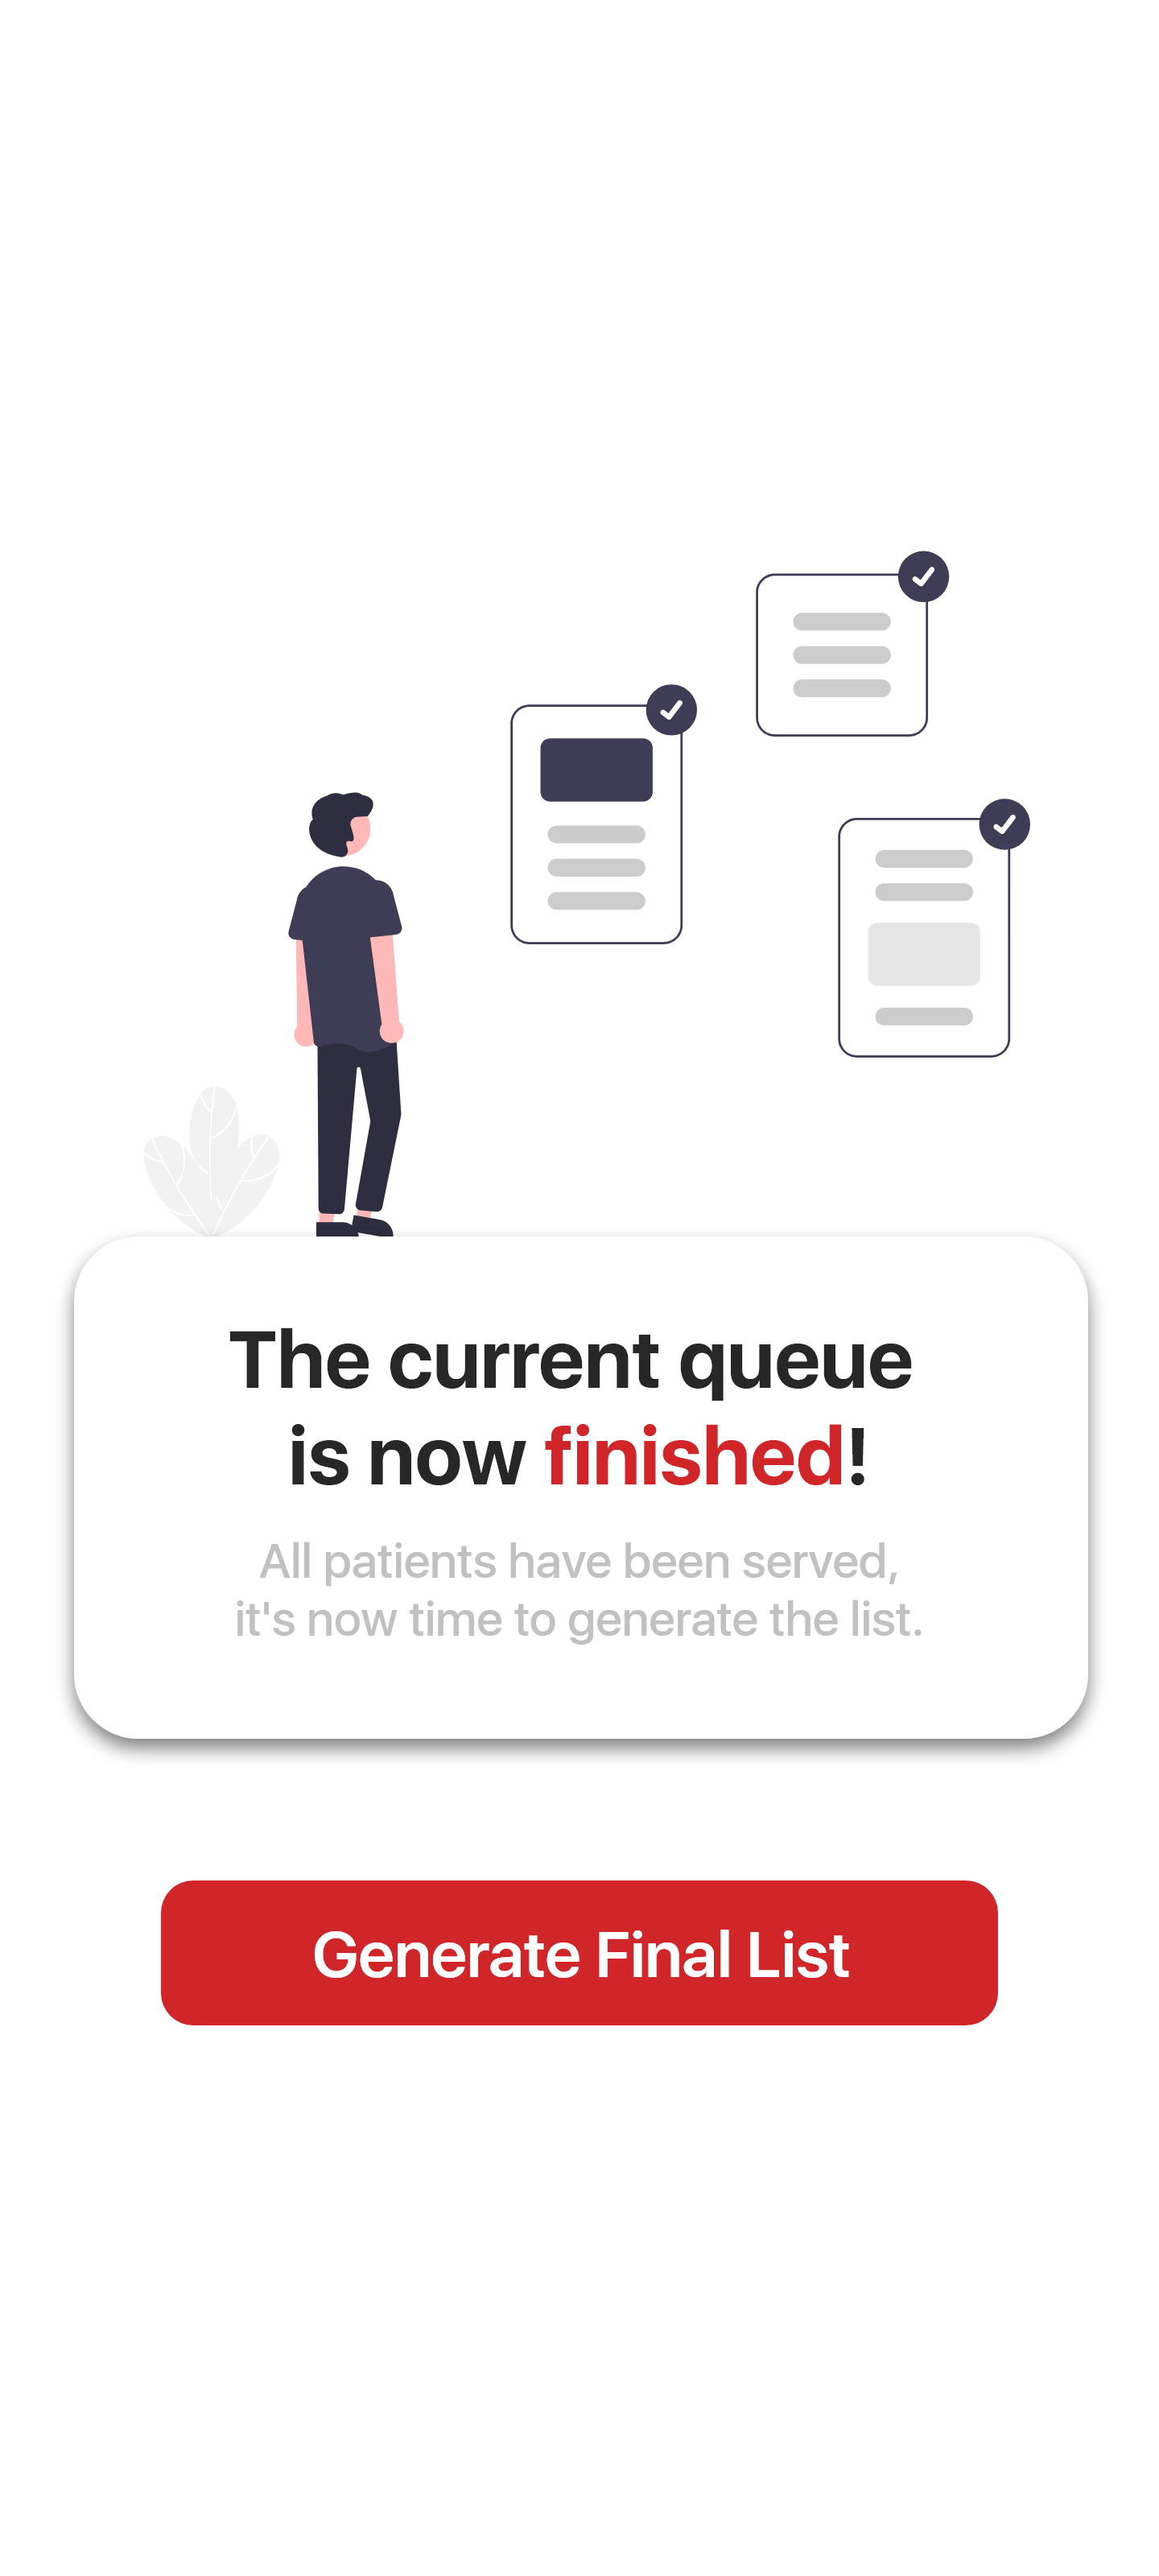 The current queue
is now finished!
All patients have been served,
it's now time to generate the list.
Generate Final List